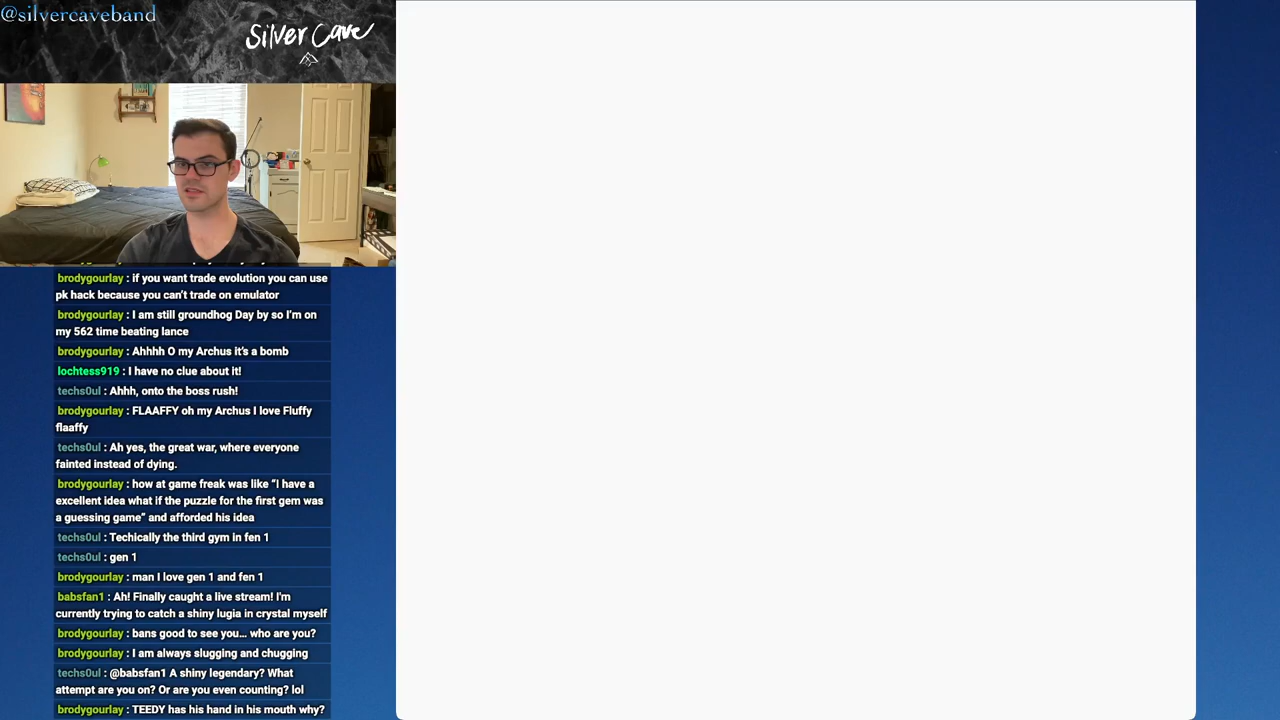 @silvercaveband
Silver Cave
brodygourlay : if you want trade evolution you can use
pk hack because you can't trade on emulator
brodygourlay : I am still groundhog Day by so I'm on
my 562 time beating lance
brodygourlay : Ahhhh O my Archus it's a bomb
lochtess919 : I have no clue about it!
techs0ul : Ahhh, onto the boss rush!
brodygourlay : FLAAFFY oh my Archus I love Fluffy
flaaffy
techs0ul : Ah yes, the great war, where everyone
fainted instead of dying.
brodygourlay : how at game freak was like “I have a
excellent idea what if the puzzle for the first gem was
a guessing game” and afforded his idea
techs0ul : Techically the third gym in fen 1
techs0ul : gen 1
brodygourlay : man I love gen 1 and fen 1
babsfan1 : Ah! Finally caught a live stream! I'm
currently trying to catch a shiny lugia in crystal myself
brodygourlay : bans good to see you... who are you?
brodygourlay : I am always slugging and chugging
techs0ul : @babsfan1 A shiny legendary? What
attempt are you on? Or are you even counting? lol
brodygourlay : TEEDY has his hand in his mouth why?